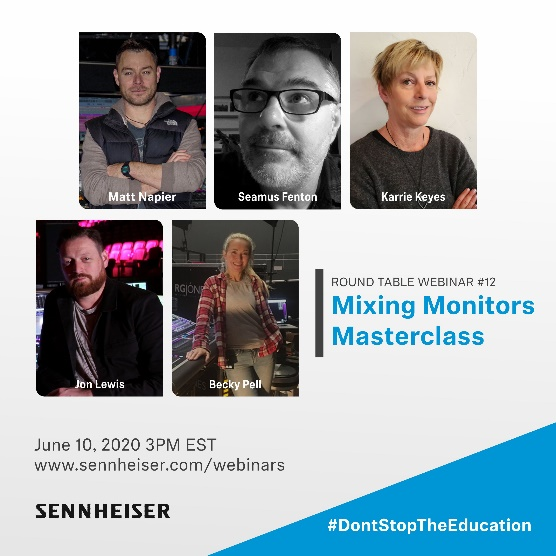 Matt Napier
Seamus Fenton
Karrie Keyes
Jon Lewis
Becky Pell
ROUND TABLE WEBINAR #12
Mixing Monitors
Masterclass
June 10, 2020 3PM EST
www.sennheiser.com/webinars
SENNHEISER
#DontStopTheEducation